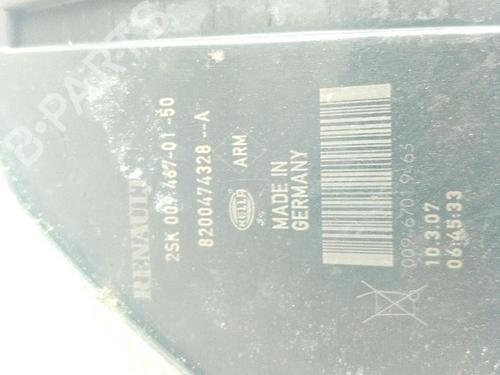 B-PARTS
RENAULT
2SK 009 467-01 -50
8200474328 --A
HELLA
ARM
MADE IN
GERMANY
10.3.07
06:45:33